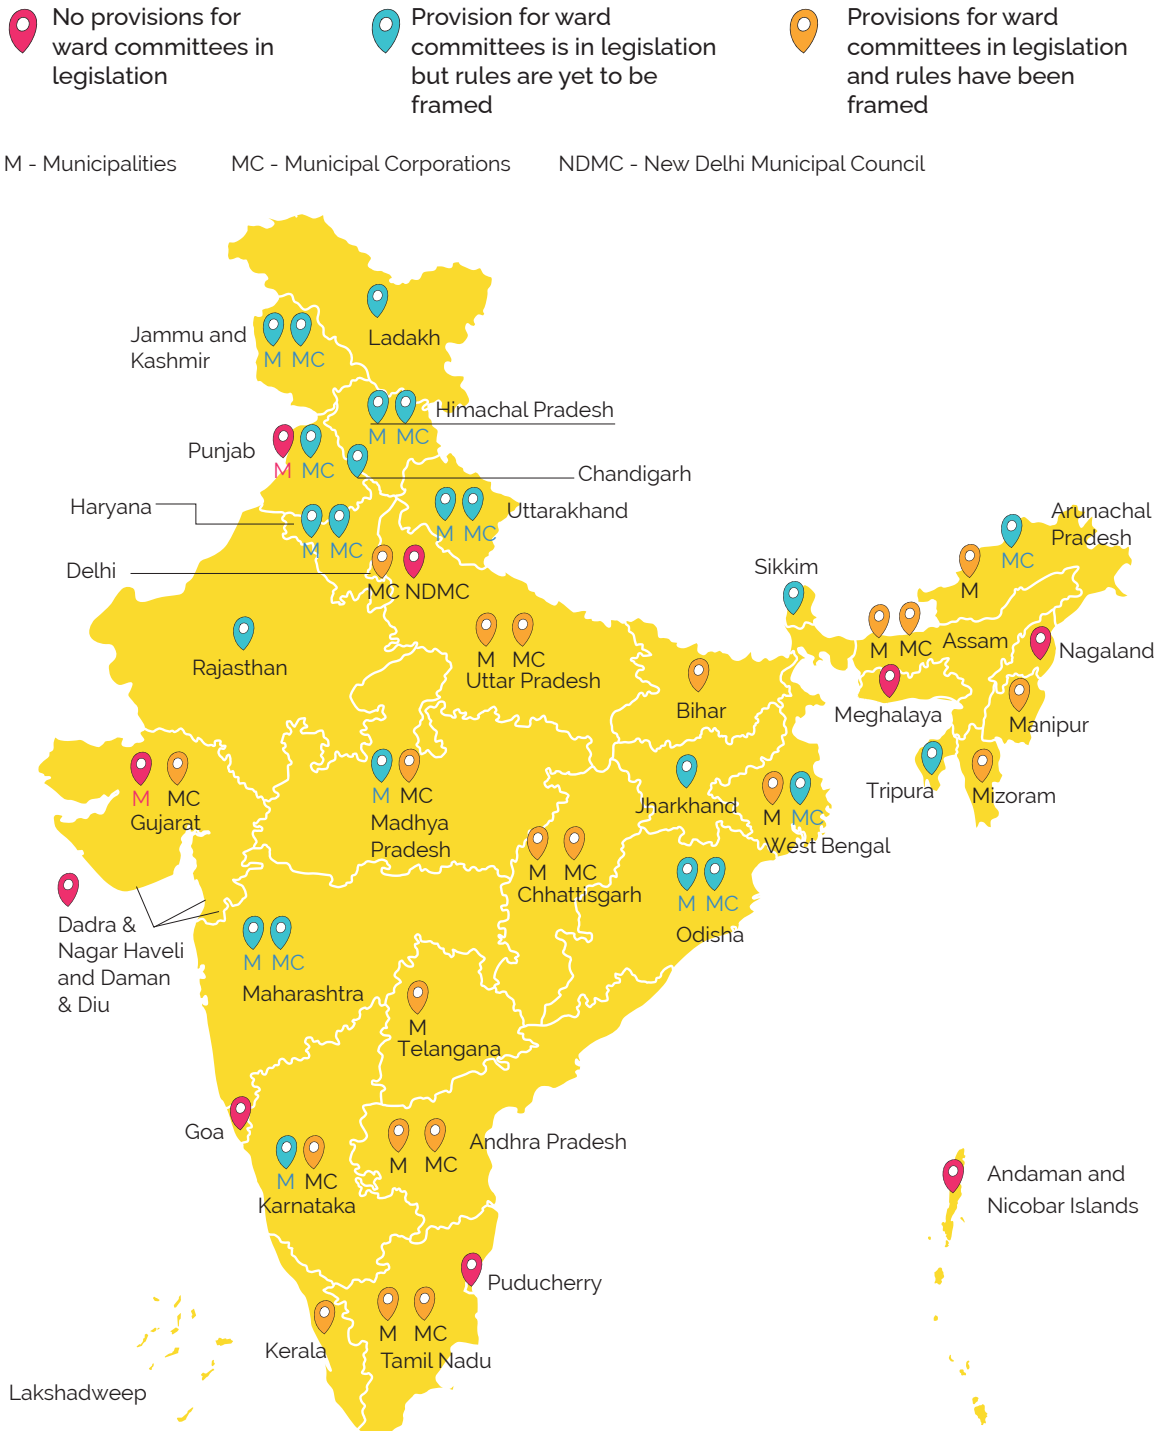 No provisions for
ward committees in
legislation
Provision for ward
committees is in legislation
but rules are yet to be
framed
Provisions for ward
committees in legislation
and rules have been
framed
M - Municipalities
MC - Municipal Corporations
NDMC - New Delhi Municipal Council
Ladakh
Jammu and
Kashmir
M MC
Himachal Pradesh
M MC
Punjab
M MC
Chandigarh
Haryana
M MC
Uttarakhand
M MC
Delhi
MC NDMC
Arunachal
Pradesh
MC
M
Sikkim
Rajasthan
M MC
Uttar Pradesh
M MC
Assam
Nagaland
Bihar
Meghalaya
Manipur
M MC
Gujarat
M MC
Madhya
Pradesh
Jharkhand
M MC
West Bengal
Tripura
Mizoram
M MC
Chhattisgarh
M MC
Odisha
Dadra &
Nagar Haveli
and Daman
& Diu
M MC
Maharashtra
M
Telangana
Goa
M MC
Andhra Pradesh
M MC
Karnataka
Andaman and
Nicobar Islands
Puducherry
Kerala
M MC
Tamil Nadu
Lakshadweep